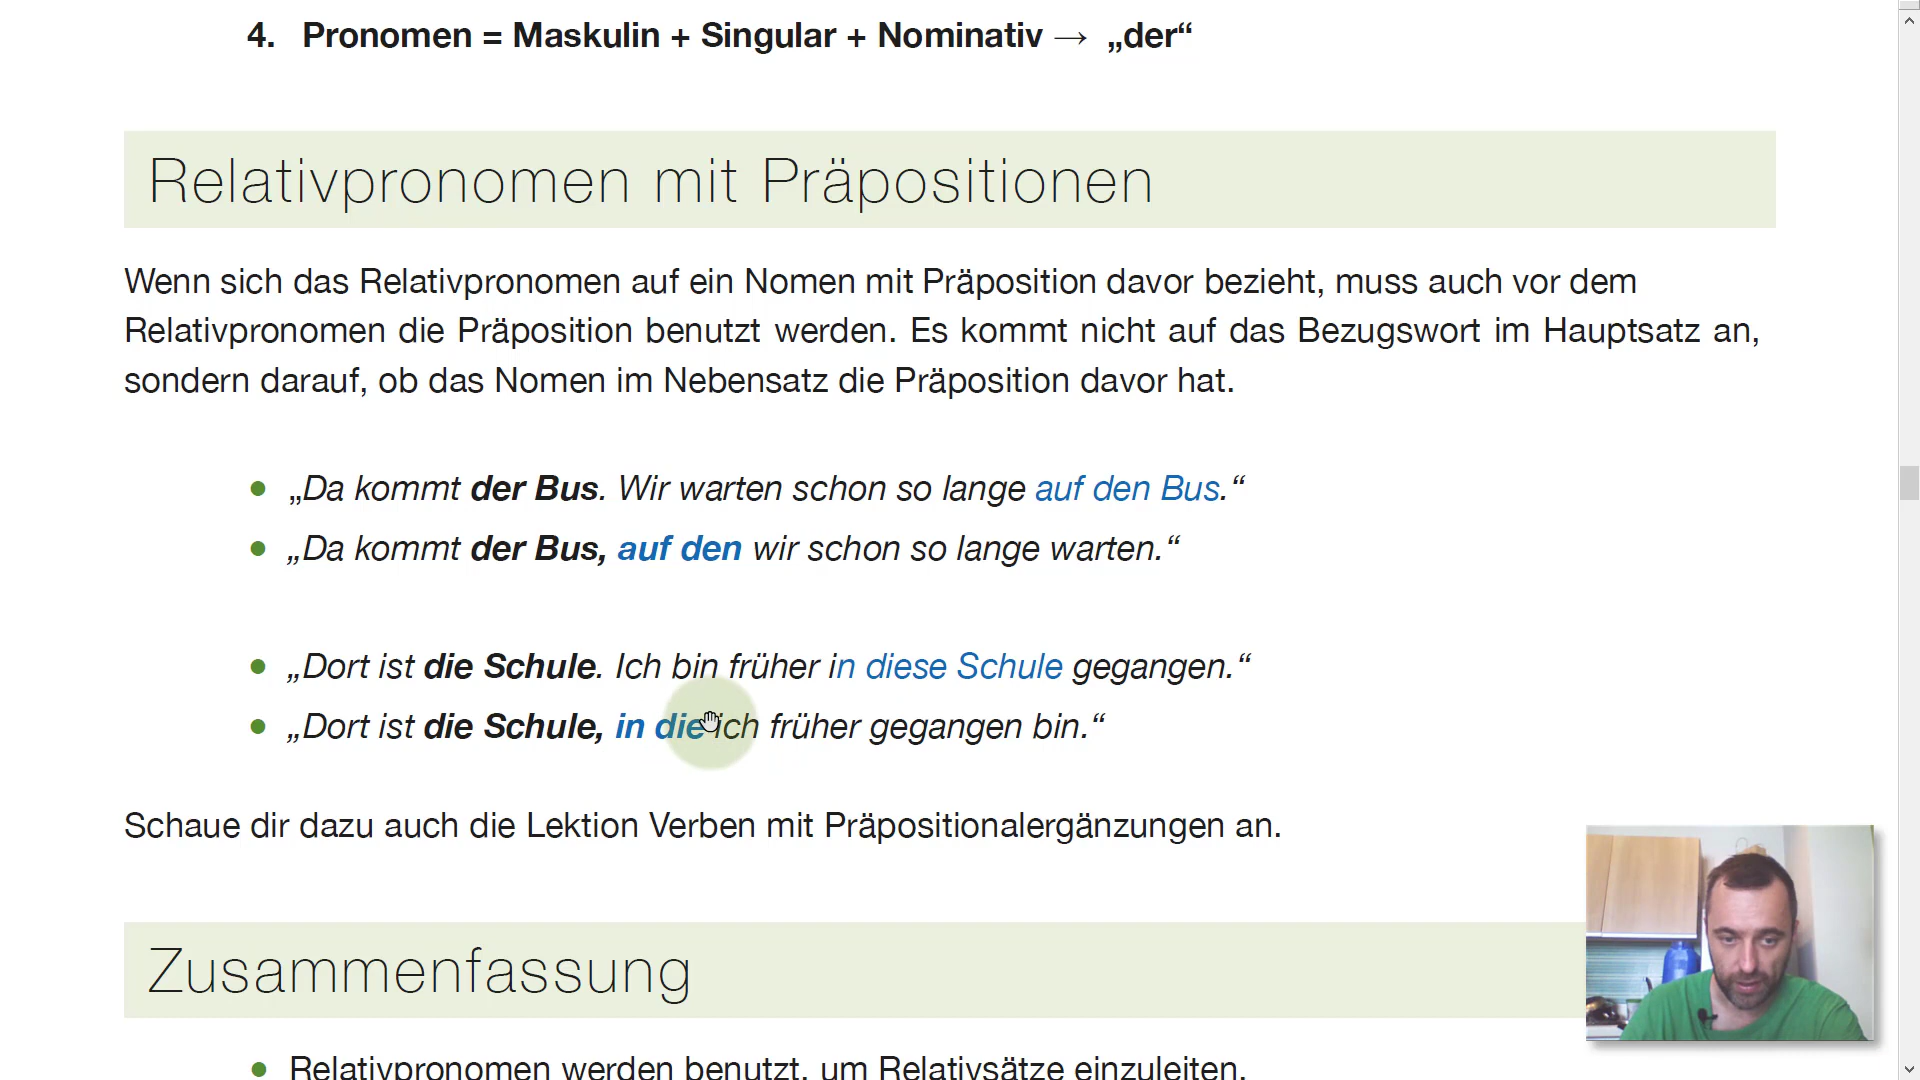 4. Pronomen = Maskulin + Singular + Nominativ → „der“
Relativpronomen mit Präpositionen
Wenn sich das Relativpronomen auf ein Nomen mit Präposition davor bezieht, muss auch vor dem
Relativpronomen die Präposition benutzt werden. Es kommt nicht auf das Bezugswort im Hauptsatz an,
sondern darauf, ob das Nomen im Nebensatz die Präposition davor hat.
• „Da kommt der Bus. Wir warten schon so lange auf den Bus.“
• „Da kommt der Bus, auf den wir schon so lange warten.“
• „Dort ist die Schule. Ich bin früher in diese Schule gegangen.“
• „Dort ist die Schule, in die ich früher gegangen bin.“
Schaue dir dazu auch die Lektion Verben mit Präpositionalergänzungen an.
Zusammenfassung
• Relativpronomen werden benutzt, um Relativsätze einzuleiten.